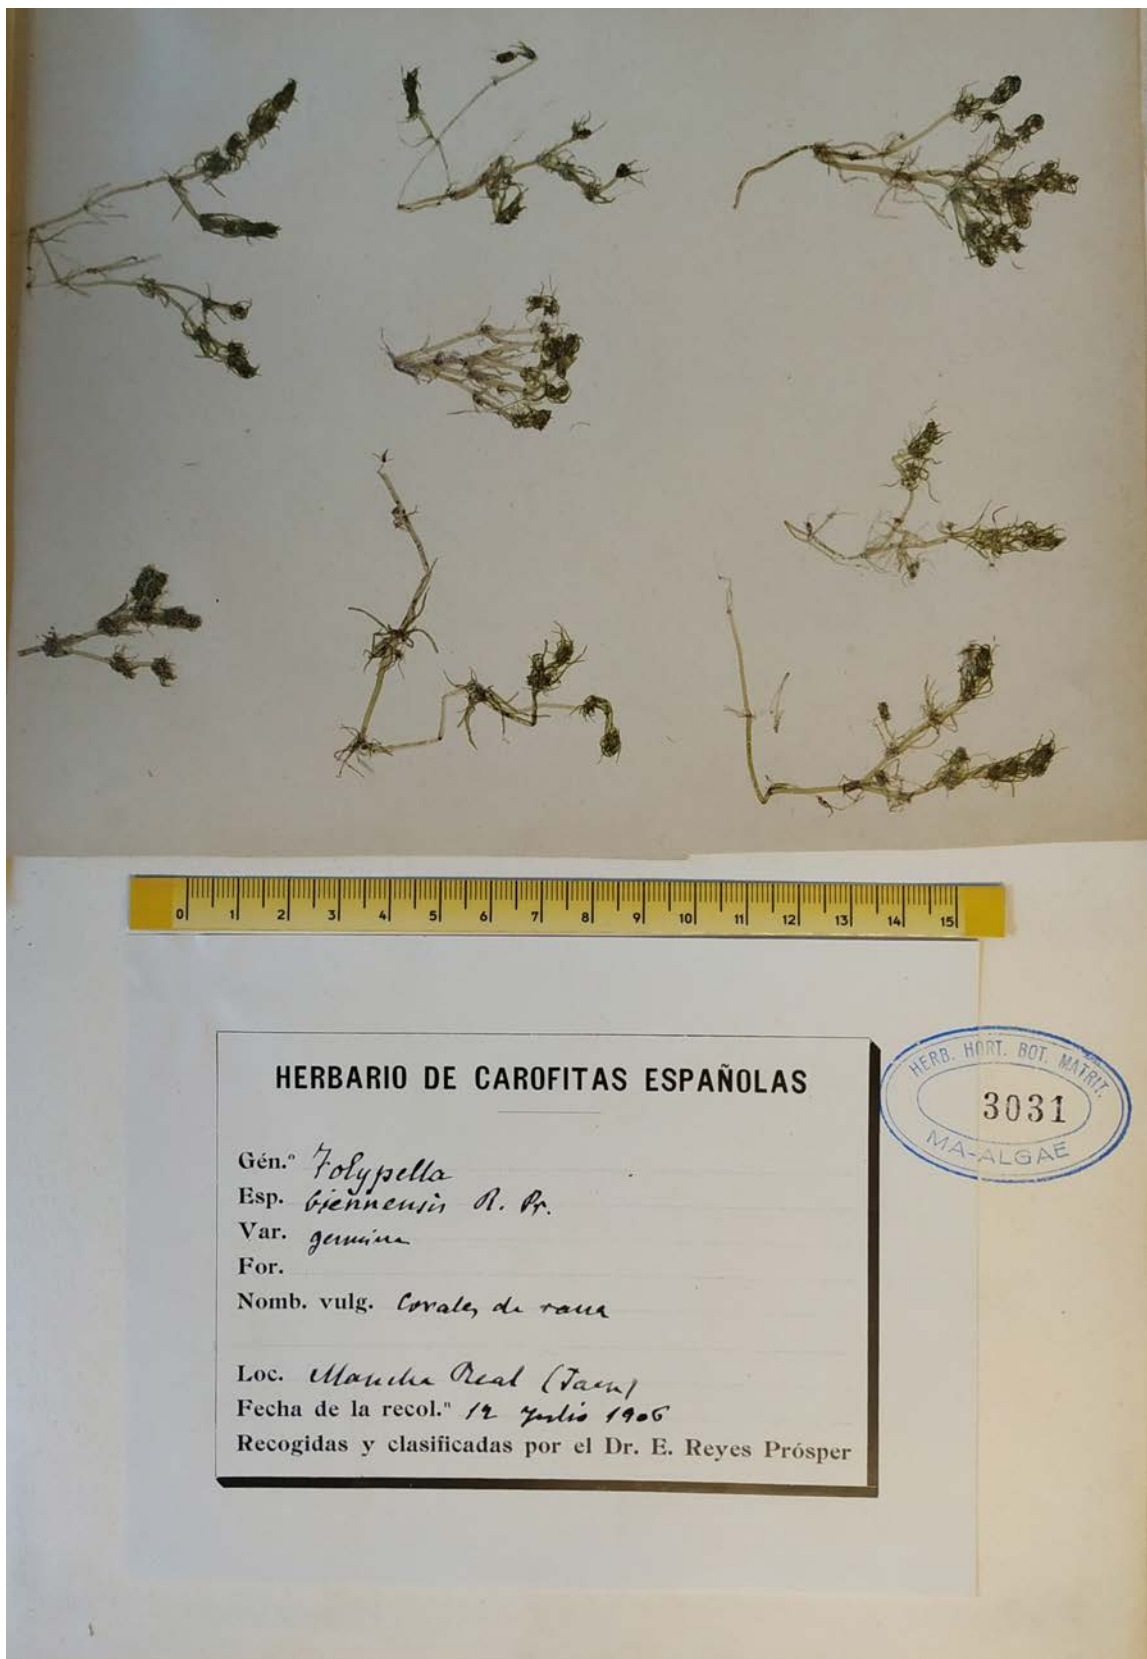 0 1 2 3 4 5 6 7 8 9 10 11 12 13 14 15
HERBARIO DE CAROFITAS ESPAÑOLAS
HERB. HORT. BOT. MATRIT.
3031
MA-ALGAE
Gén.º Tolypella
Esp. giennensis R. Pr.
Var. genuina
For.
Nomb. vulg. Corales de rana
Loc. Mancha Real (Jaen)
Fecha de la recol.ⁿ 12 Julio 1906
Recogidas y clasificadas por el Dr. E. Reyes Prósper